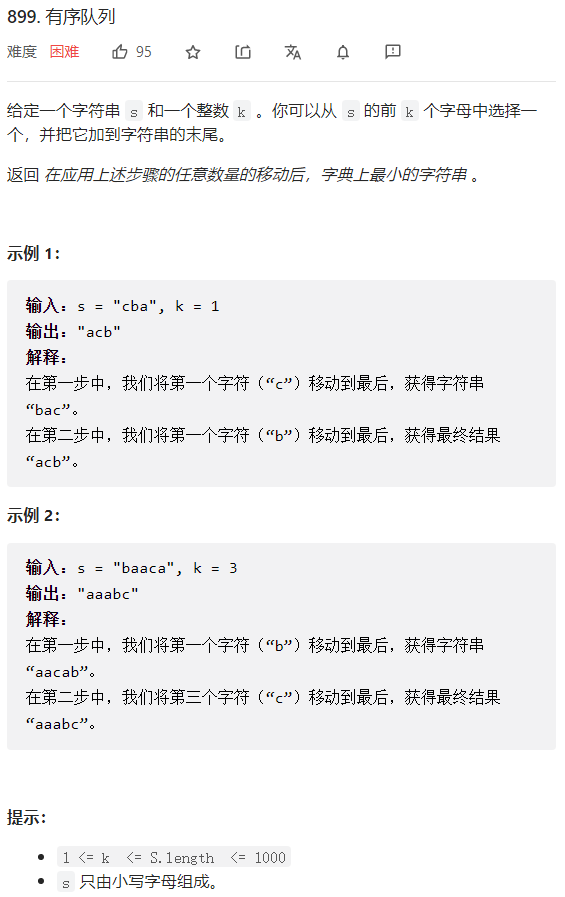 899. 有序队列
难度 困难 95
给定一个字符串 s 和一个整数 k 。你可以从 s 的前 k 个字母中选择一
个，并把它加到字符串的末尾。
返回 在应用上述步骤的任意数量的移动后，字典上最小的字符串 。
示例 1：
输入：s = "cba", k = 1
输出："acb"
解释：
在第一步中，我们将第一个字符（“c”）移动到最后，获得字符串
“bac”。
在第二步中，我们将第一个字符（“b”）移动到最后，获得最终结果
“acb”。
示例 2：
输入：s = "baaca", k = 3
输出："aaabc"
解释：
在第一步中，我们将第一个字符（“b”）移动到最后，获得字符串
“aacab”。
在第二步中，我们将第三个字符（“c”）移动到最后，获得最终结果
“aaabc”。
提示：
1 <= k <= S.length <= 1000
s 只由小写字母组成。